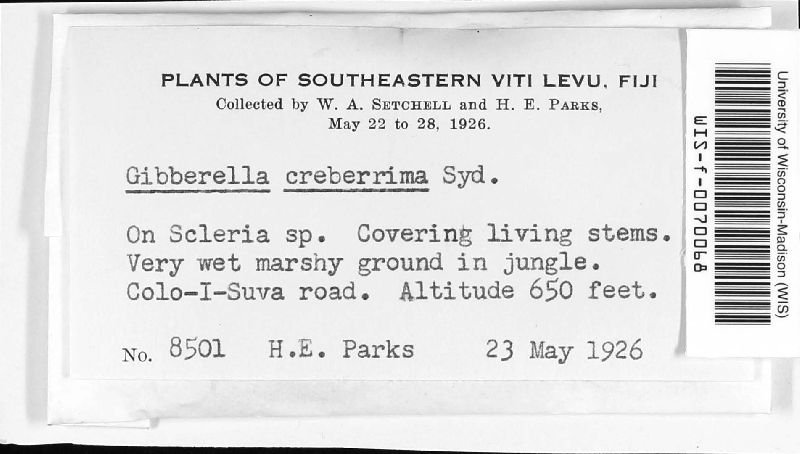 PLANTS OF SOUTHEASTERN VITI LEVU, FIJI
Collected by W. A. SETCHELL and H. E. PARKS,
May 22 to 28, 1926.
Gibberella creberrima Syd.
On Scleria sp. Covering living stems.
Very wet marshy ground in jungle.
Colo-I-Suva road. Altitude 650 feet.
No. 8501 H.E. Parks 23 May 1926
WIS-f-0070068
University of Wisconsin-Madison (WIS)